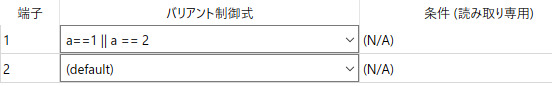 端子 バリアント制御式 条件 (読み取り専用)
1 a==1 || a == 2 (N/A)
2 (default) (N/A)